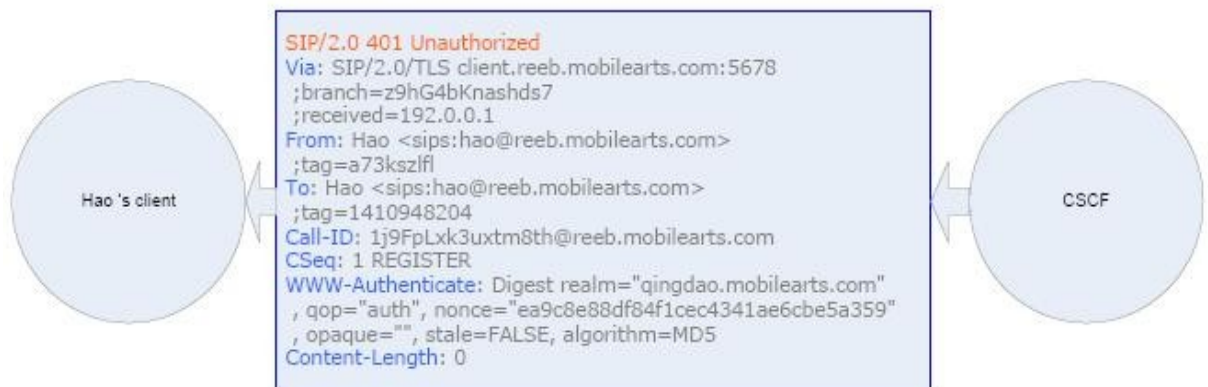 SIP/2.0 401 Unauthorized
Via: SIP/2.0/TLS client.reeb.mobilearts.com:5678
;branch=z9hG4bKnashds7
;received=192.0.0.1
From: Hao <sips:hao@reeb.mobilearts.com>
;tag=a73kszlfl
To: Hao <sips:hao@reeb.mobilearts.com>
;tag=1410948204
Call-ID: 1j9FpLxk3uxtm8th@reeb.mobilearts.com
CSeq: 1 REGISTER
WWW-Authenticate: Digest realm="qingdao.mobilearts.com"
, qop="auth", nonce="ea9c8e88df84f1cec4341ae6cbe5a359"
, opaque="", stale=FALSE, algorithm=MD5
Content-Length: 0
Hao 's client
CSCF